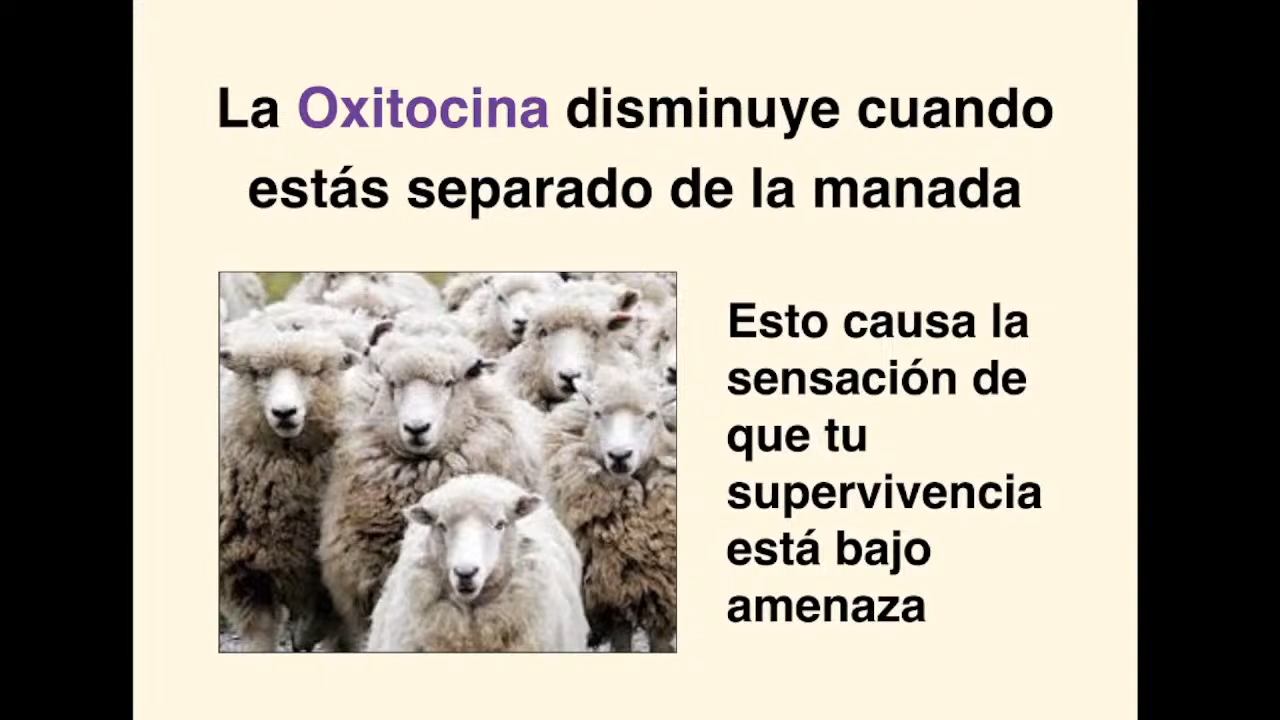 La Oxitocina disminuye cuando
estás separado de la manada
Esto causa la
sensación de
que tu
supervivencia
está bajo
amenaza